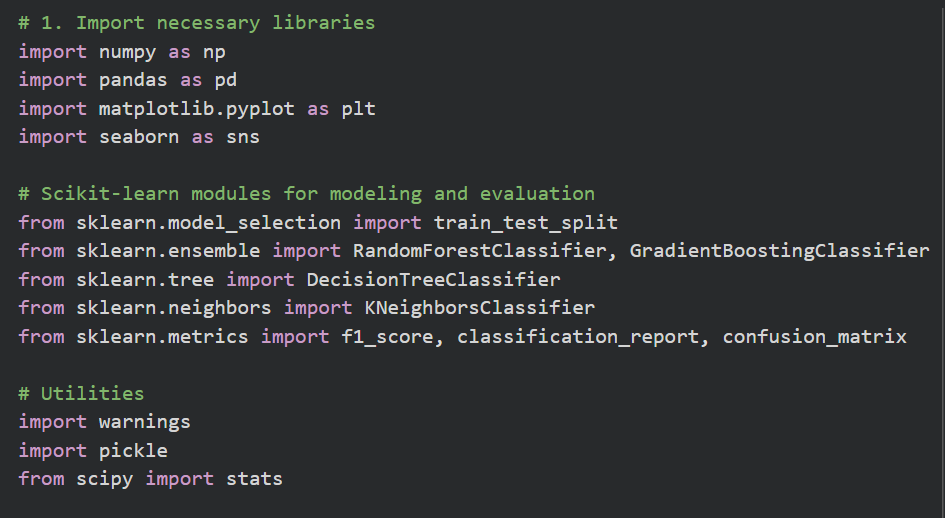 # 1. Import necessary libraries
import numpy as np
import pandas as pd
import matplotlib.pyplot as plt
import seaborn as sns
# Scikit-learn modules for modeling and evaluation
from sklearn.model_selection import train_test_split
from sklearn.ensemble import RandomForestClassifier, GradientBoostingClassifier
from sklearn.tree import DecisionTreeClassifier
from sklearn.neighbors import KNeighborsClassifier
from sklearn.metrics import f1_score, classification_report, confusion_matrix
# Utilities
import warnings
import pickle
from scipy import stats